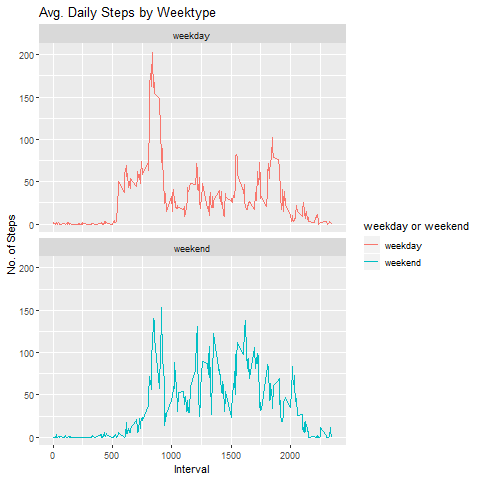 Avg. Daily Steps by Weektype
weekday
200
150
100
50
0
weekend
200
150
100
50
0
No. of Steps
0
500
1000
1500
2000
Interval
weekday or weekend
weekday
weekend